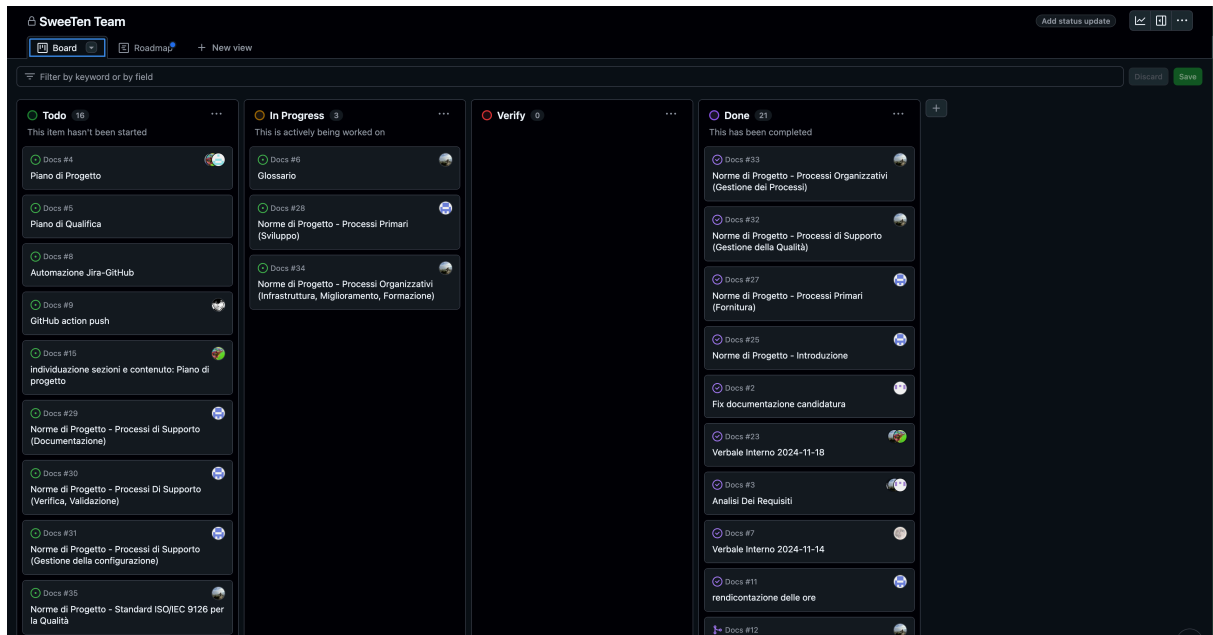 SweeTen Team
Add status update
Board
Roadmap
New view
Filter by keyword or by field
Discard
Save
Todo 16
This item hasn't been started
Docs #4
Piano di Progetto
Docs #5
Piano di Qualifica
Docs #8
Automazione Jira-GitHub
Docs #9
GitHub action push
Docs #15
individuazione sezioni e contenuto: Piano di
progetto
Docs #29
Norme di Progetto - Processi di Supporto
(Documentazione)
Docs #30
Norme di Progetto - Processi Di Supporto
(Verifica, Validazione)
Docs #31
Norme di Progetto - Processi di Supporto
(Gestione della configurazione)
Docs #35
Norme di Progetto - Standard ISO/IEC 9126 per
la Qualità
In Progress 3
This is actively being worked on
Docs #6
Glossario
Docs #28
Norme di Progetto - Processi Primari
(Sviluppo)
Docs #34
Norme di Progetto - Processi Organizzativi
(Infrastruttura, Miglioramento, Formazione)
Verify 0
Done 21
This has been completed
Docs #33
Norme di Progetto - Processi Organizzativi
(Gestione dei Processi)
Docs #32
Norme di Progetto - Processi di Supporto
(Gestione della Qualità)
Docs #27
Norme di Progetto - Processi Primari
(Fornitura)
Docs #25
Norme di Progetto - Introduzione
Docs #2
Fix documentazione candidatura
Docs #23
Verbale Interno 2024-11-18
Docs #3
Analisi Dei Requisiti
Docs #7
Verbale Interno 2024-11-14
Docs #11
rendicontazione delle ore
Docs #12